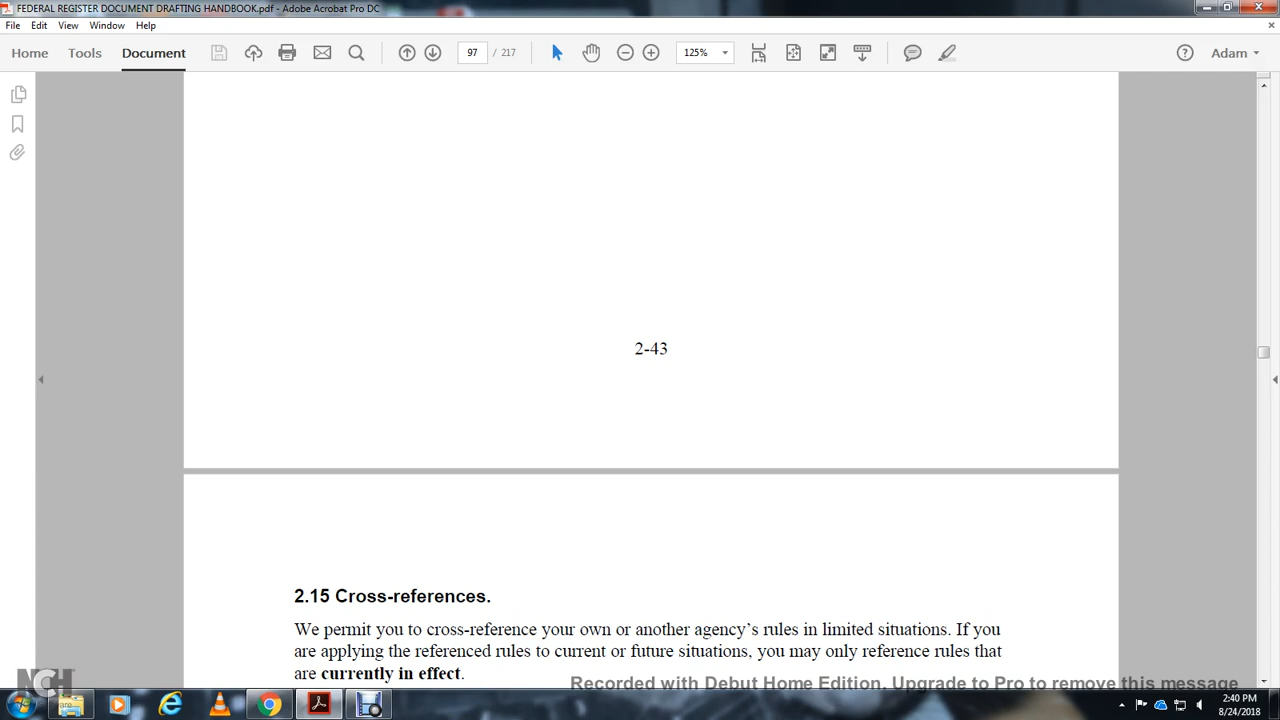 FEDERAL REGISTER DOCUMENT DRAFTING HANDBOOK.pdf - Adobe Acrobat Pro DC
File Edit View Window Help
Home Tools Document 97 / 217 125% Adam
2-43
2.15 Cross-references.
We permit you to cross-reference your own or another agency's rules in limited situations. If you
are applying the referenced rules to current or future situations, you may only reference rules that
are currently in effect.
Recorded with Debut Home Edition. Upgrade to Pro to remove this message
NCH
2:40 PM
8/24/2018